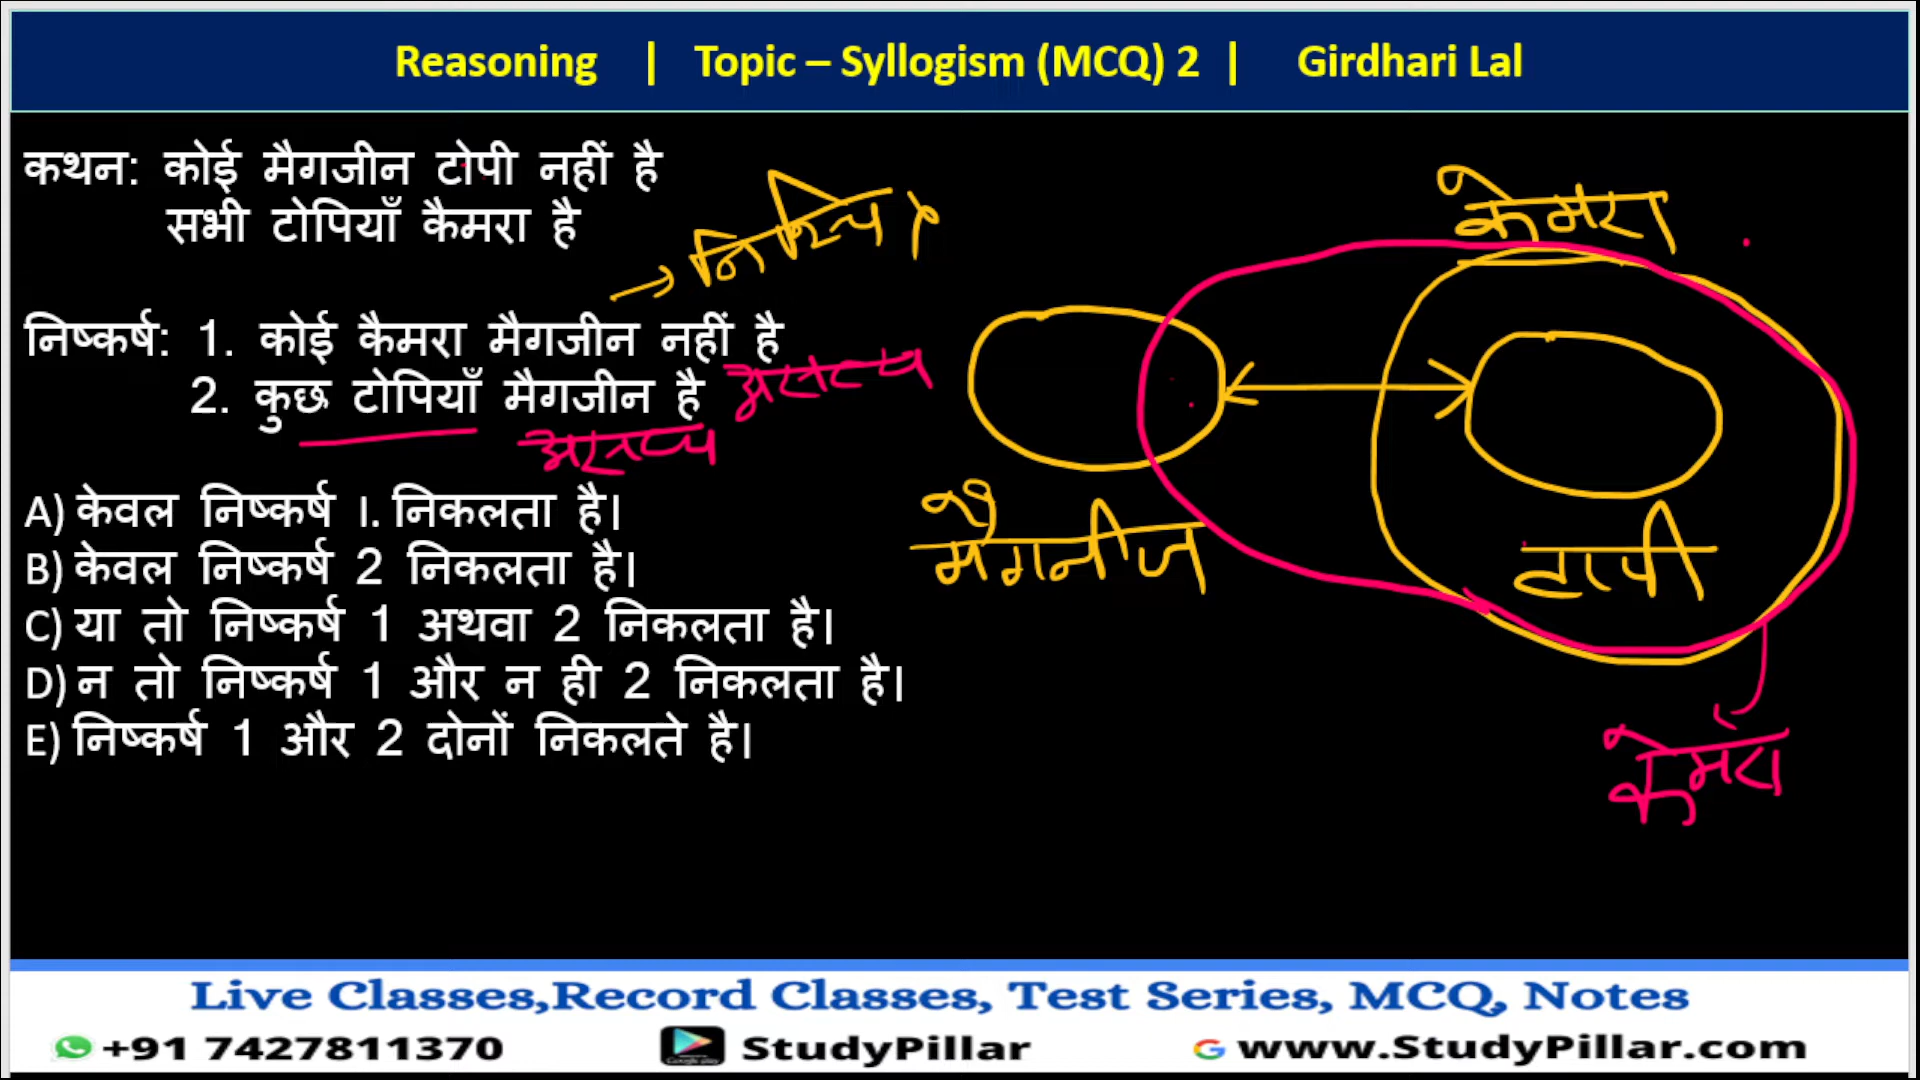 Reasoning | Topic – Syllogism (MCQ) 2 | Girdhari Lal
कथन: कोई मैगजीन टोपी नहीं है
सभी टोपियाँ कैमरा है
निष्कर्ष: 1. कोई कैमरा मैगजीन नहीं है
2. कुछ टोपियाँ मैगजीन है
असत्य
असत्य
A) केवल निष्कर्ष ।. निकलता है।
B) केवल निष्कर्ष 2 निकलता है।
C) या तो निष्कर्ष 1 अथवा 2 निकलता है।
D) न तो निष्कर्ष 1 और न ही 2 निकलता है।
E) निष्कर्ष 1 और 2 दोनों निकलते है।
कैमरा
मैगनीज
टोपी
कैमरा
Live Classes,Record Classes, Test Series, MCQ, Notes
+91 7427811370 StudyPillar www.StudyPillar.com